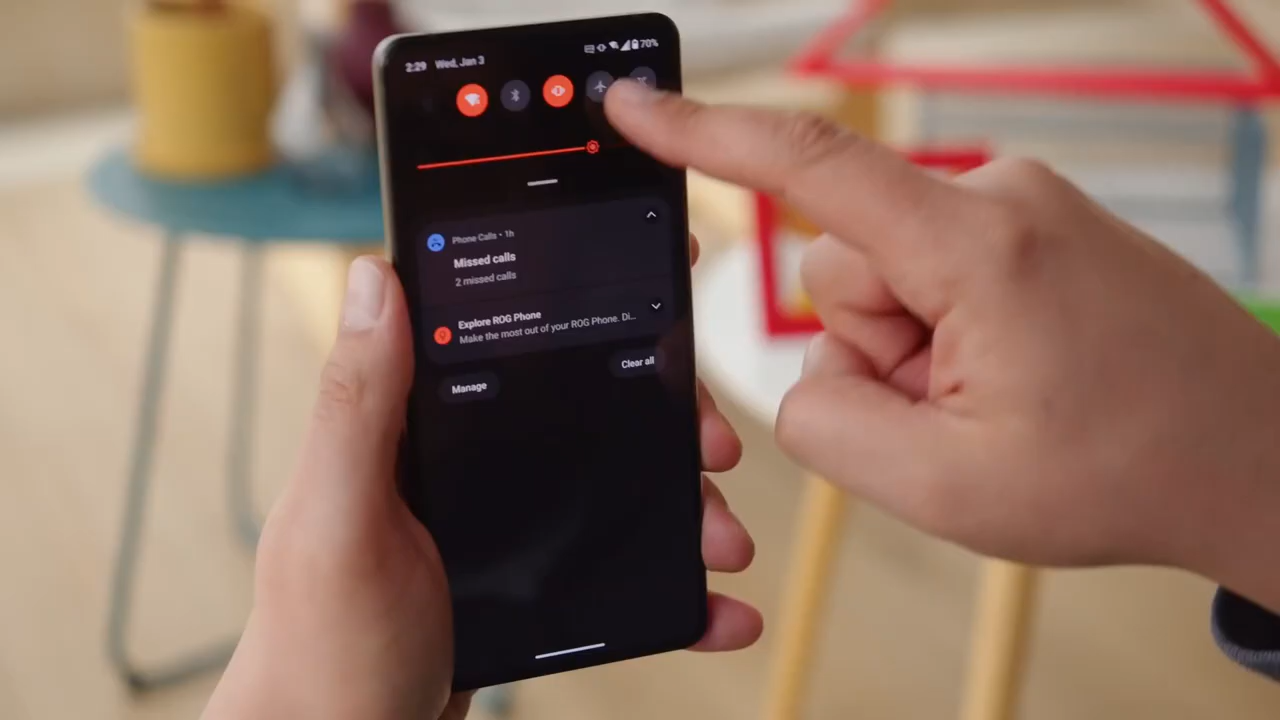 2:29 Wed, Jan 3 70%
Phone Calls • 1h
Missed calls
2 missed calls
Explore ROG Phone
Make the most out of your ROG Phone. Di...
Manage
Clear all